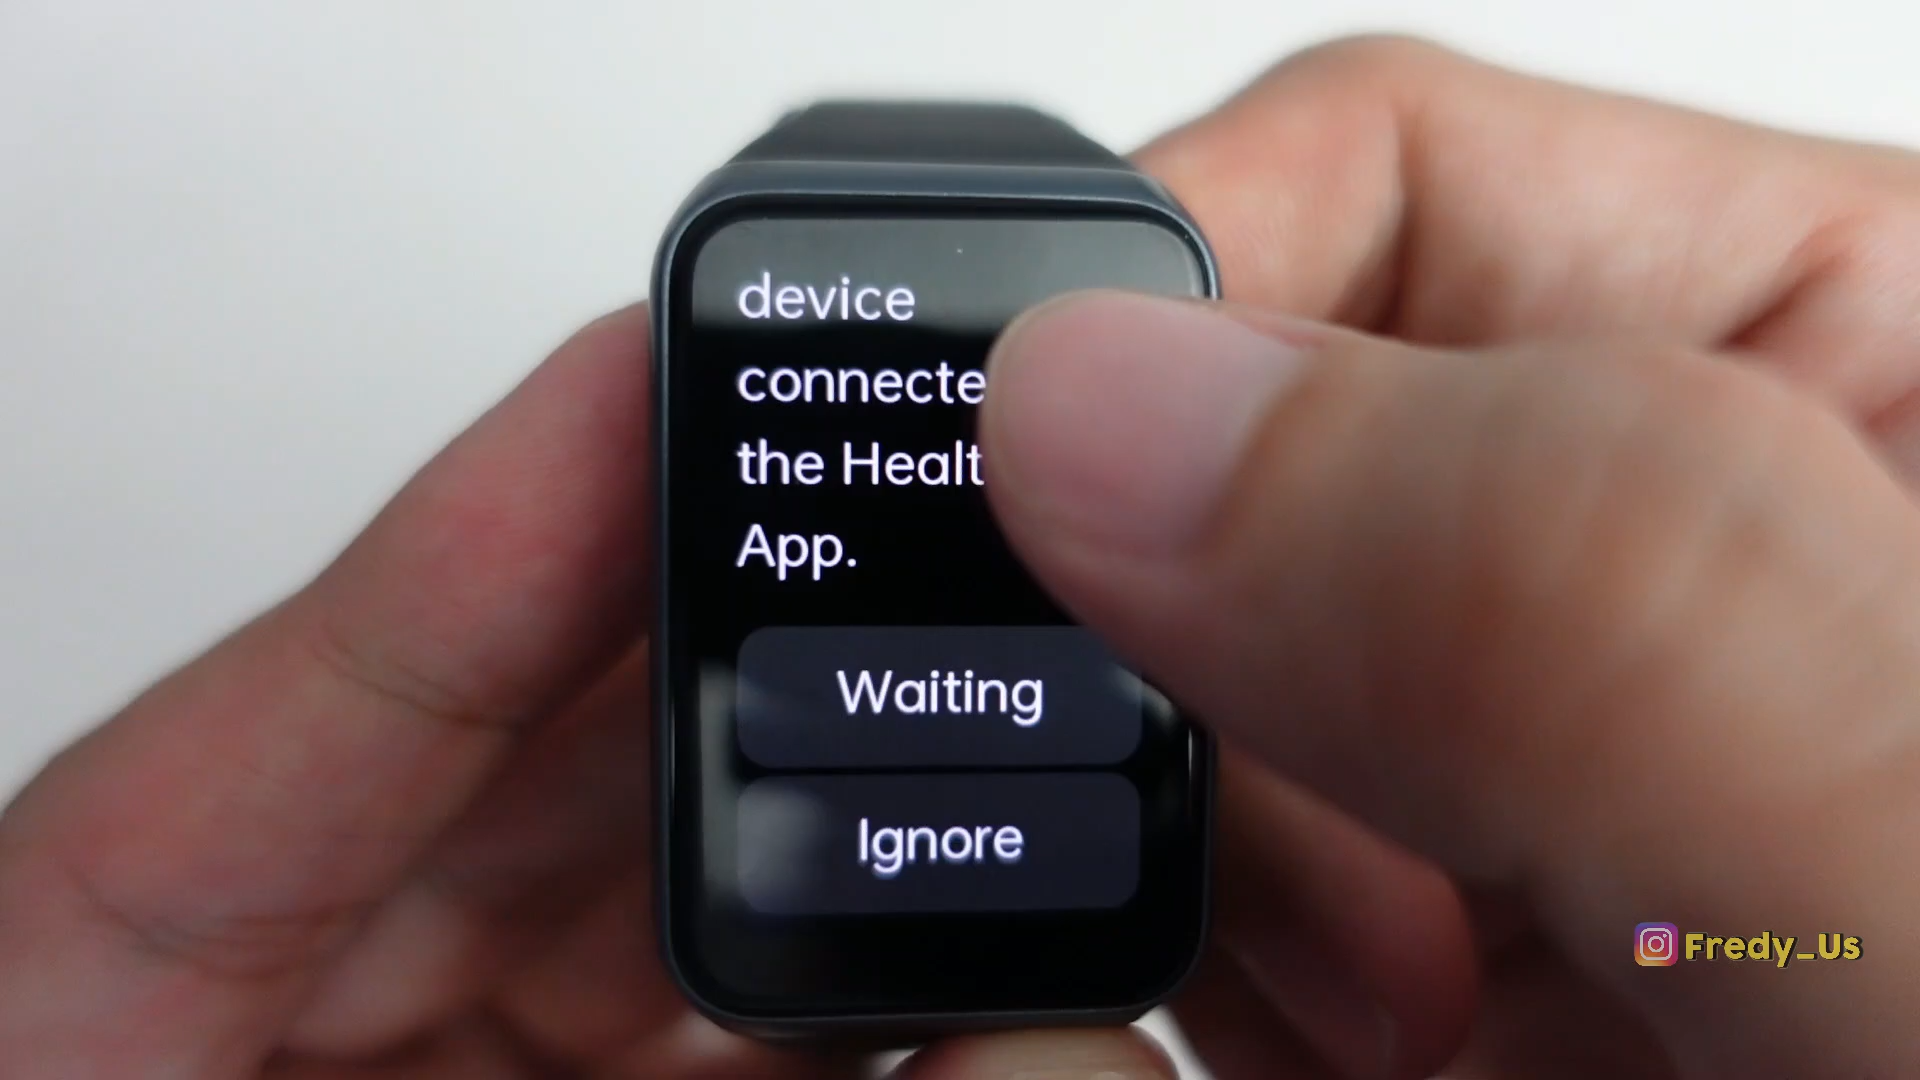 device
connecte
the Healt
App.
Waiting
Ignore
Fredy_Us